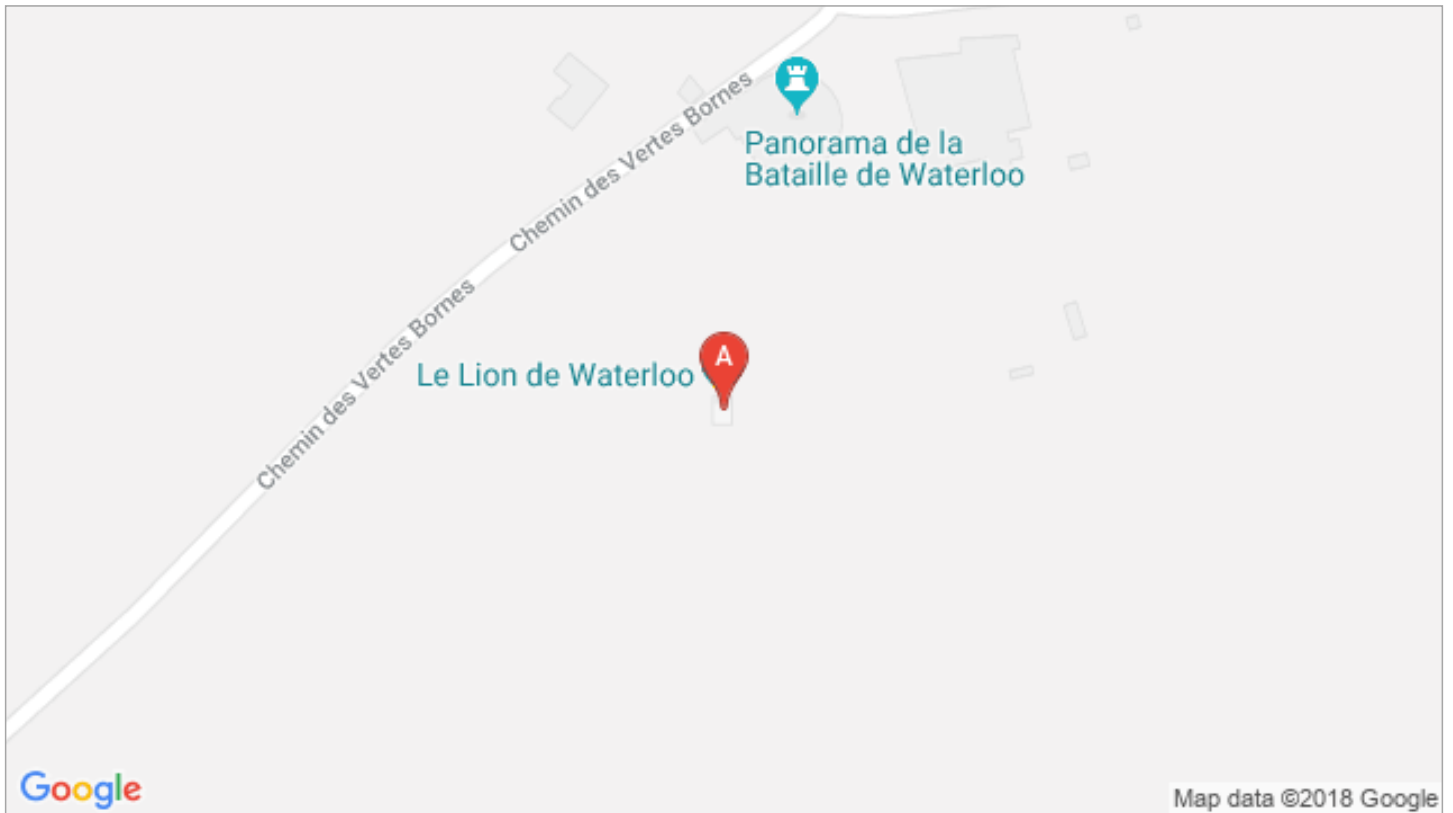 Chemin des Vertes Bornes
Panorama de la
Bataille de Waterloo
Chemin des Vertes Bornes
Le Lion de Waterloo
A
Google
Map data ©2018 Google